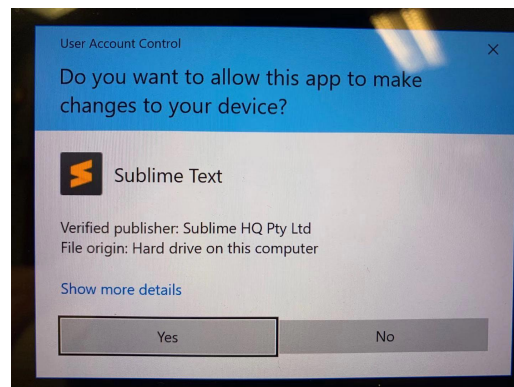 User Account Control
Do you want to allow this app to make
changes to your device?
Sublime Text
Verified publisher: Sublime HQ Pty Ltd
File origin: Hard drive on this computer
Show more details
Yes
No